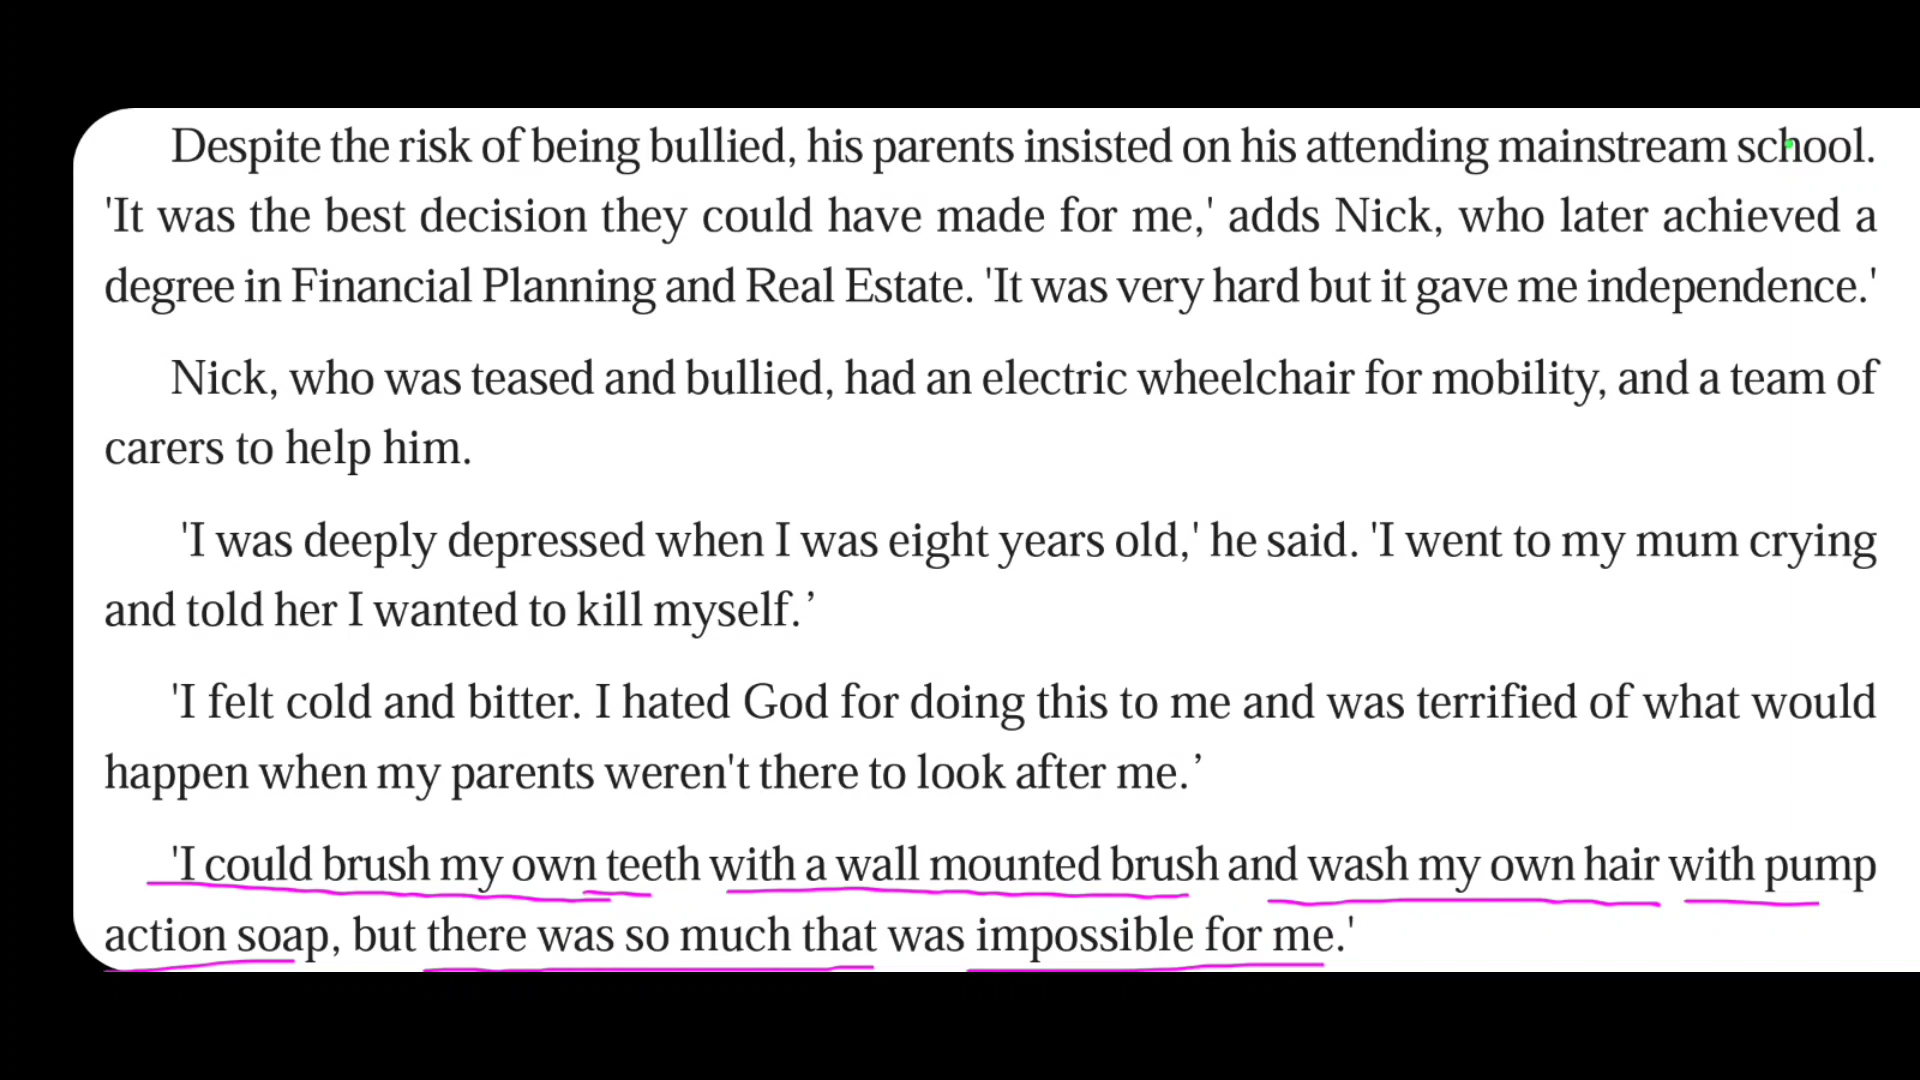 Despite the risk of being bullied, his parents insisted on his attending mainstream school.
'It was the best decision they could have made for me,' adds Nick, who later achieved a
degree in Financial Planning and Real Estate. 'It was very hard but it gave me independence.'
Nick, who was teased and bullied, had an electric wheelchair for mobility, and a team of
carers to help him.
'I was deeply depressed when I was eight years old,' he said. 'I went to my mum crying
and told her I wanted to kill myself.’
'I felt cold and bitter. I hated God for doing this to me and was terrified of what would
happen when my parents weren't there to look after me.’
'I could brush my own teeth with a wall mounted brush and wash my own hair with pump
action soap, but there was so much that was impossible for me.'